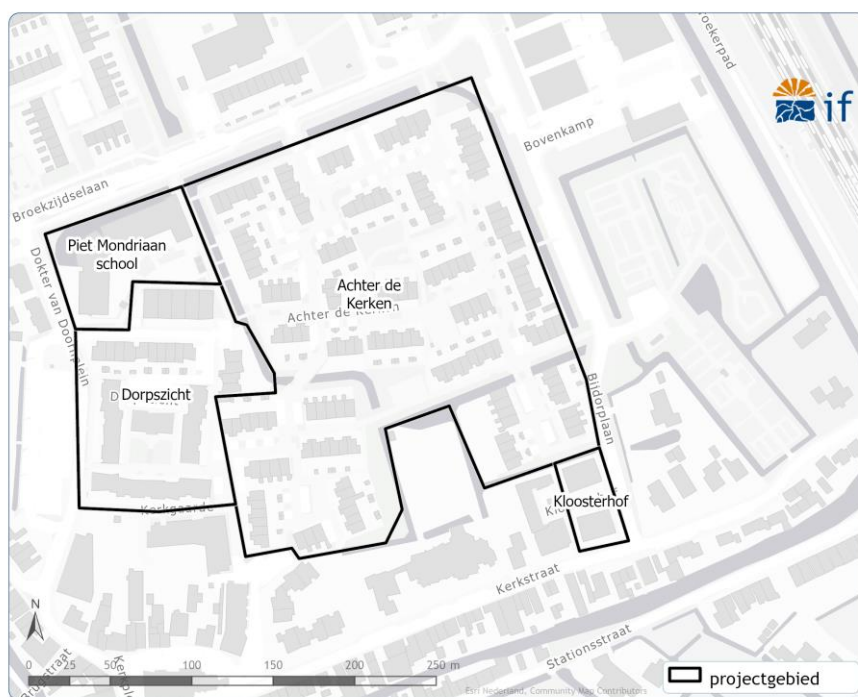 Broekerpad
if
Bovenkamp
Broekzijdselaan
Piet Mondriaan
school
Dokter van Doornplein
Achter de
Kerken
Achter de Kerken
Dorpszicht
Bijdorplaan
Kloosterhof
Kerkgaarde
Kerkstraat
Stationsstraat
N
0 25 50 100 150 200 250 m
Esri Nederland, Community Map Contributors
projectgebied